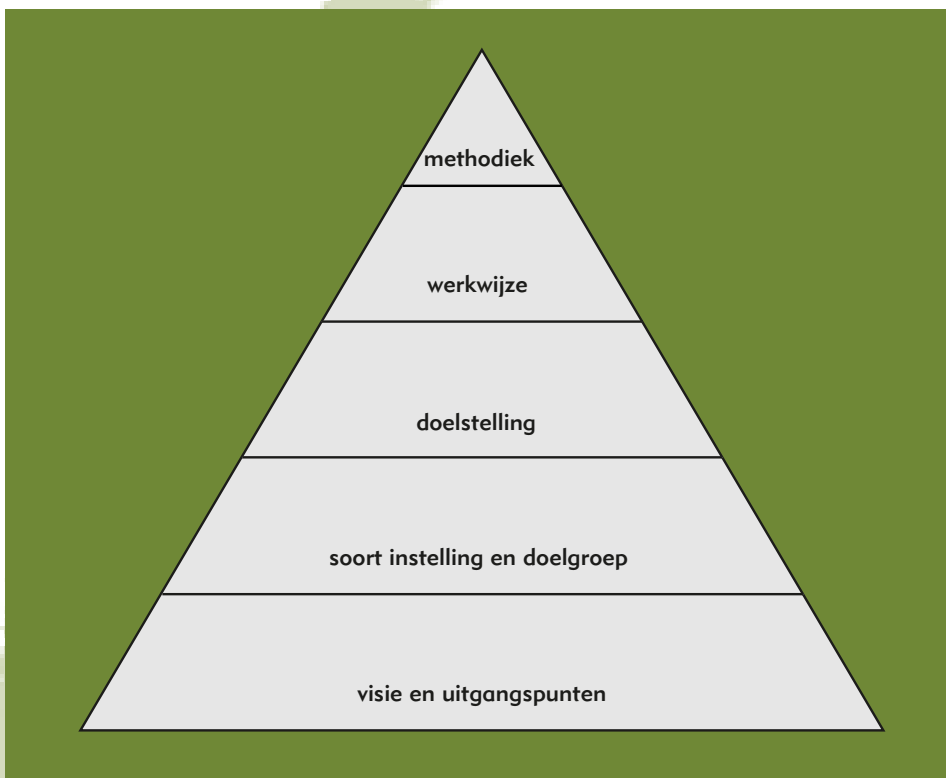 methodiek
werkwijze
doelstelling
soort instelling en doelgroep
visie en uitgangspunten